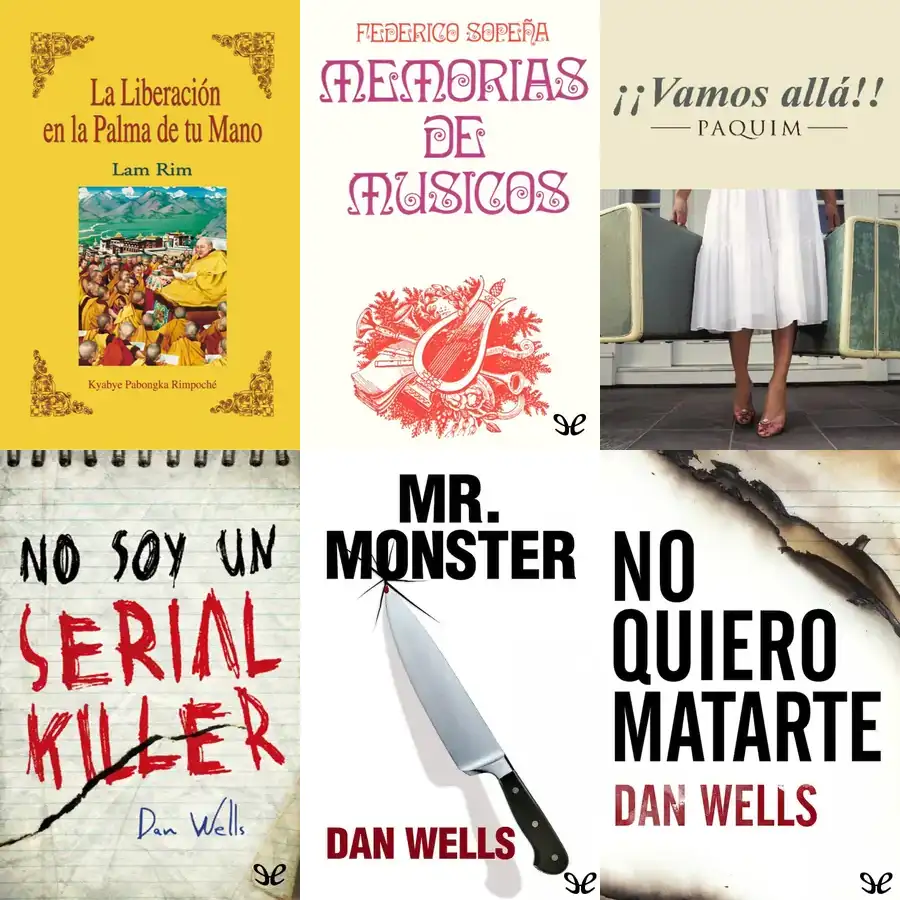 La Liberación
en la Palma de tu Mano
Lam Rim
Kyabye Pabongka Rimpoché
FEDERICO SOPEÑA
MEMORIAS
DE
MUSICOS
¡¡Vamos allá!!
PAQUIM
NO SOY UN
SERIAL
KILLER
Dan Wells
MR.
MONSTER
DAN WELLS
NO
QUIERO
MATARTE
DAN WELLS